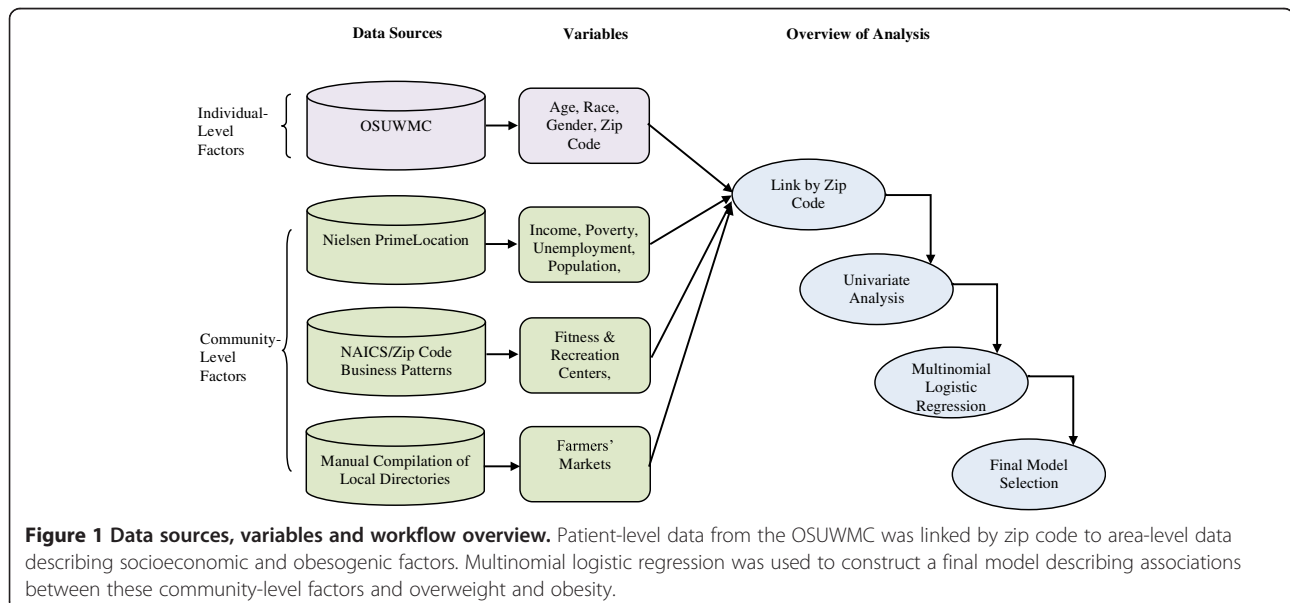 Data Sources
Variables
Overview of Analysis
Individual-
Level
Factors
OSUWMC
Age, Race,
Gender, Zip
Code
Link by Zip
Code
Nielsen PrimeLocation
Income, Poverty,
Unemployment,
Population,
Univariate
Analysis
Community-
Level
Factors
NAICS/Zip Code
Business Patterns
Fitness &
Recreation
Centers,
Multinomial
Logistic
Regression
Manual Compilation of
Local Directories
Farmers’
Markets
Final Model
Selection
Figure 1 Data sources, variables and workflow overview. Patient-level data from the OSUWMC was linked by zip code to area-level data
describing socioeconomic and obesogenic factors. Multinomial logistic regression was used to construct a final model describing associations
between these community-level factors and overweight and obesity.